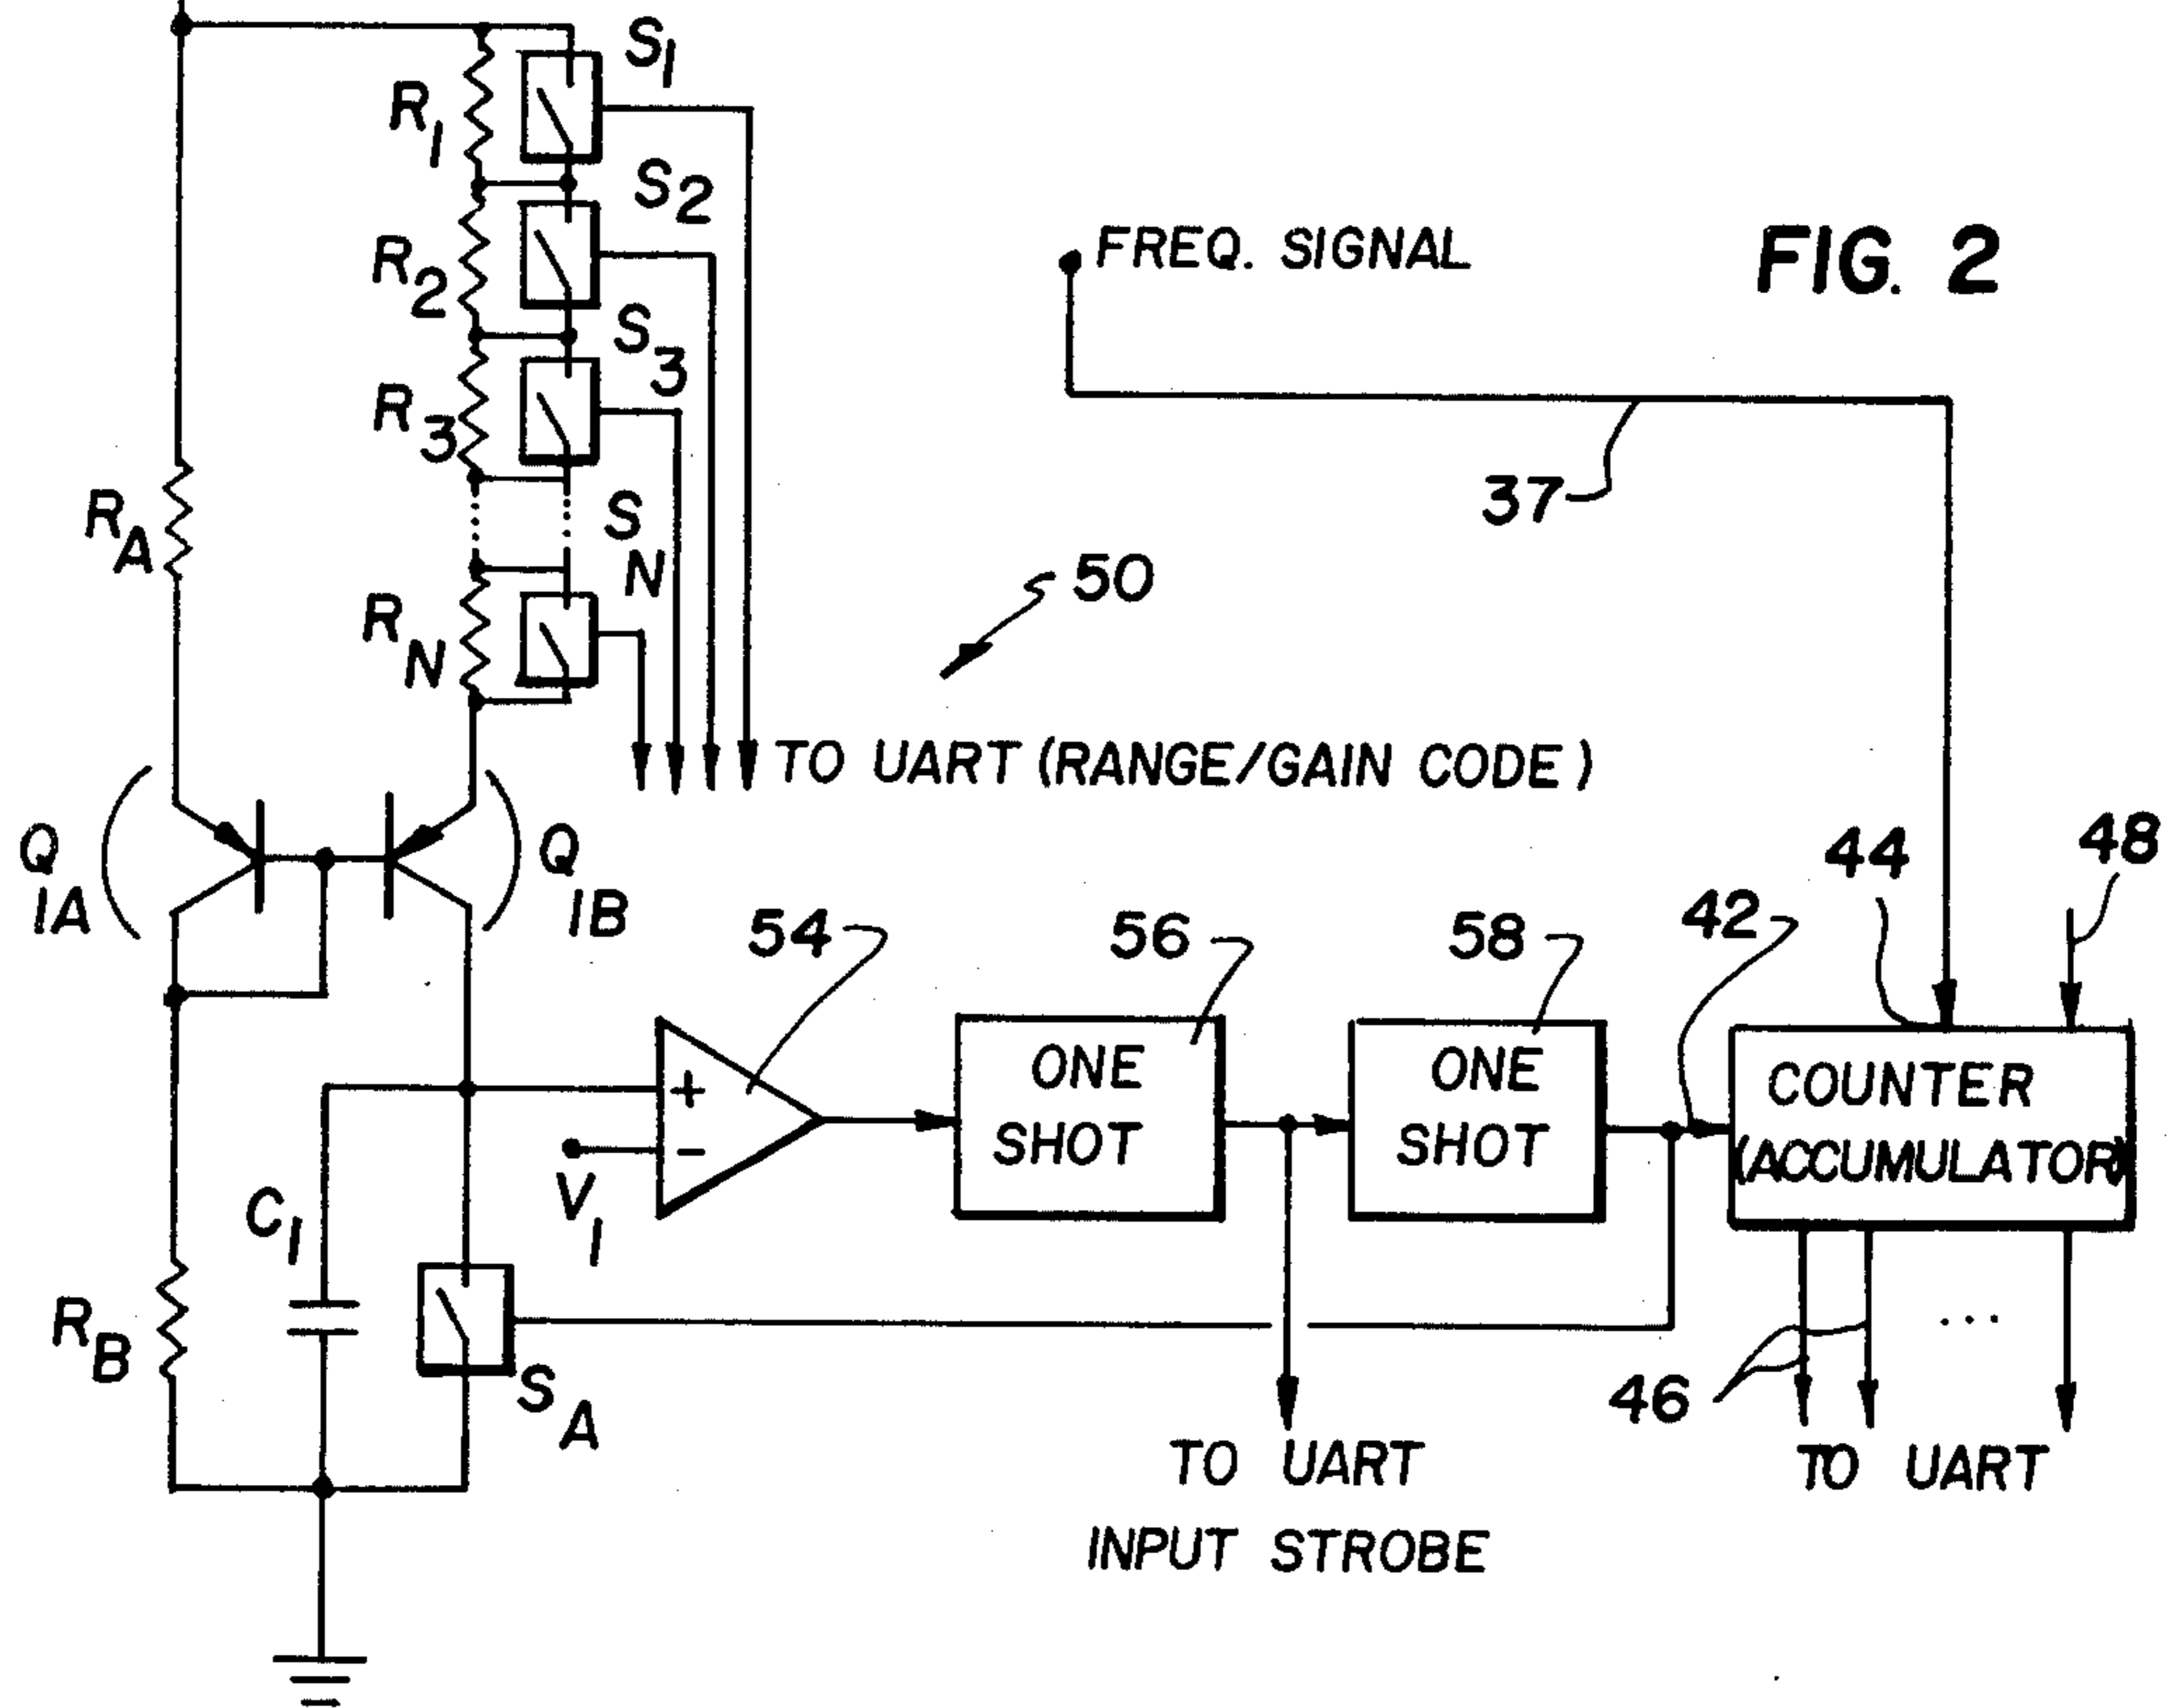 S1
R1
S2
FREQ. SIGNAL
FIG. 2
R2
S3
R3
37
RA
SN
50
RN
TO UART (RANGE/GAIN CODE)
Q1A
Q1B
44
48
54
56
58
42
ONE SHOT
ONE SHOT
COUNTER
(ACCUMULATOR)
+
-
V1
C1
RB
SA
46
...
TO UART
INPUT STROBE
TO UART